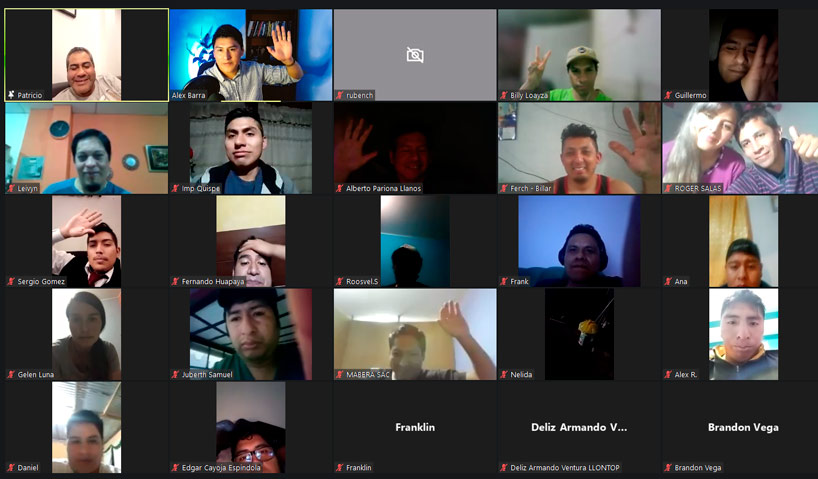 Patricio
Alex Barra
rubench
Billy Loayza
Guillermo
Leivyn
Imp Quispe
Alberto Pariona Llanos
Ferch - Billar
ROGER SALAS
Sergio Gomez
Fernando Huapaya
Roosvel.S
Frank
Ana
Gelen Luna
Juberth Samuel
MABERA SAC
Nelida
Alex R.
Franklin
Deliz Armando V...
Brandon Vega
Daniel
Edgar Cayoja Espindola
Franklin
Deliz Armando Ventura LLONTOP
Brandon Vega